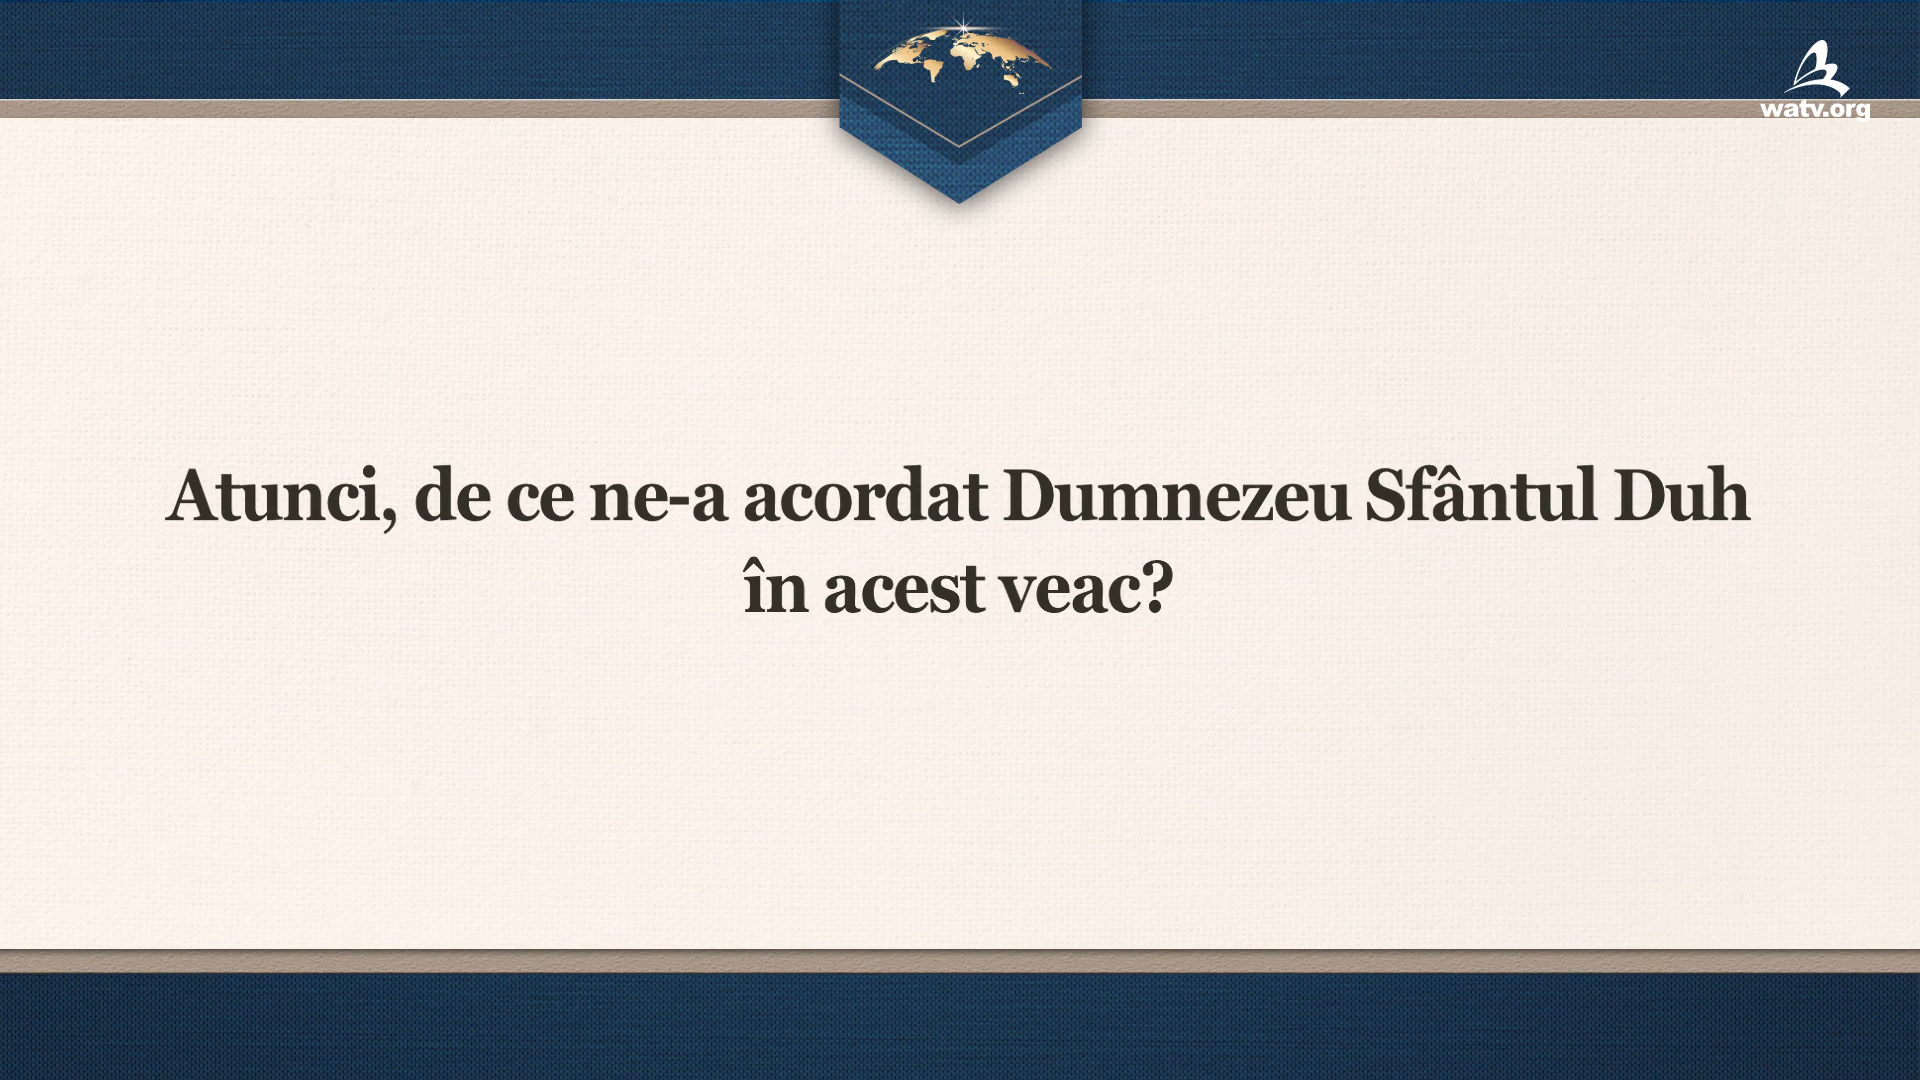 watv.org
Atunci, de ce ne-a acordat Dumnezeu Sfântul Duh
în acest veac?